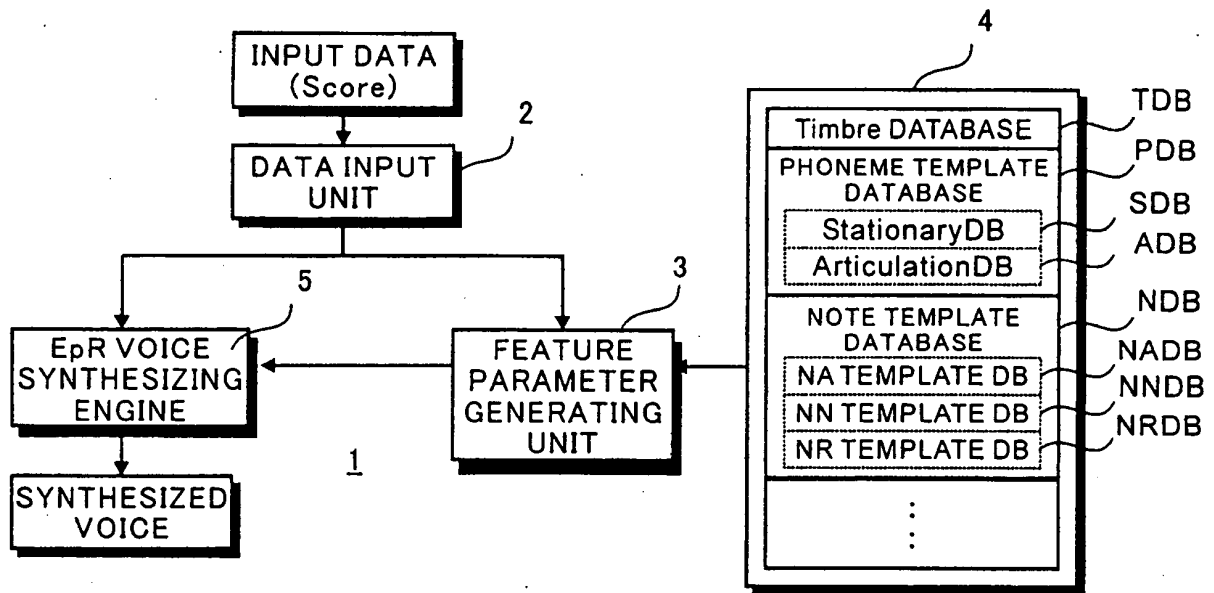 INPUT DATA
(Score)
2
DATA INPUT
UNIT
5
EpR VOICE
SYNTHESIZING
ENGINE
3
FEATURE
PARAMETER
GENERATING
UNIT
1
SYNTHESIZED
VOICE
4
Timbre DATABASE
TDB
PHONEME TEMPLATE
DATABASE
PDB
StationaryDB
SDB
ArticulationDB
ADB
NOTE TEMPLATE
DATABASE
NDB
NA TEMPLATE DB
NADB
NN TEMPLATE DB
NNDB
NR TEMPLATE DB
NRDB